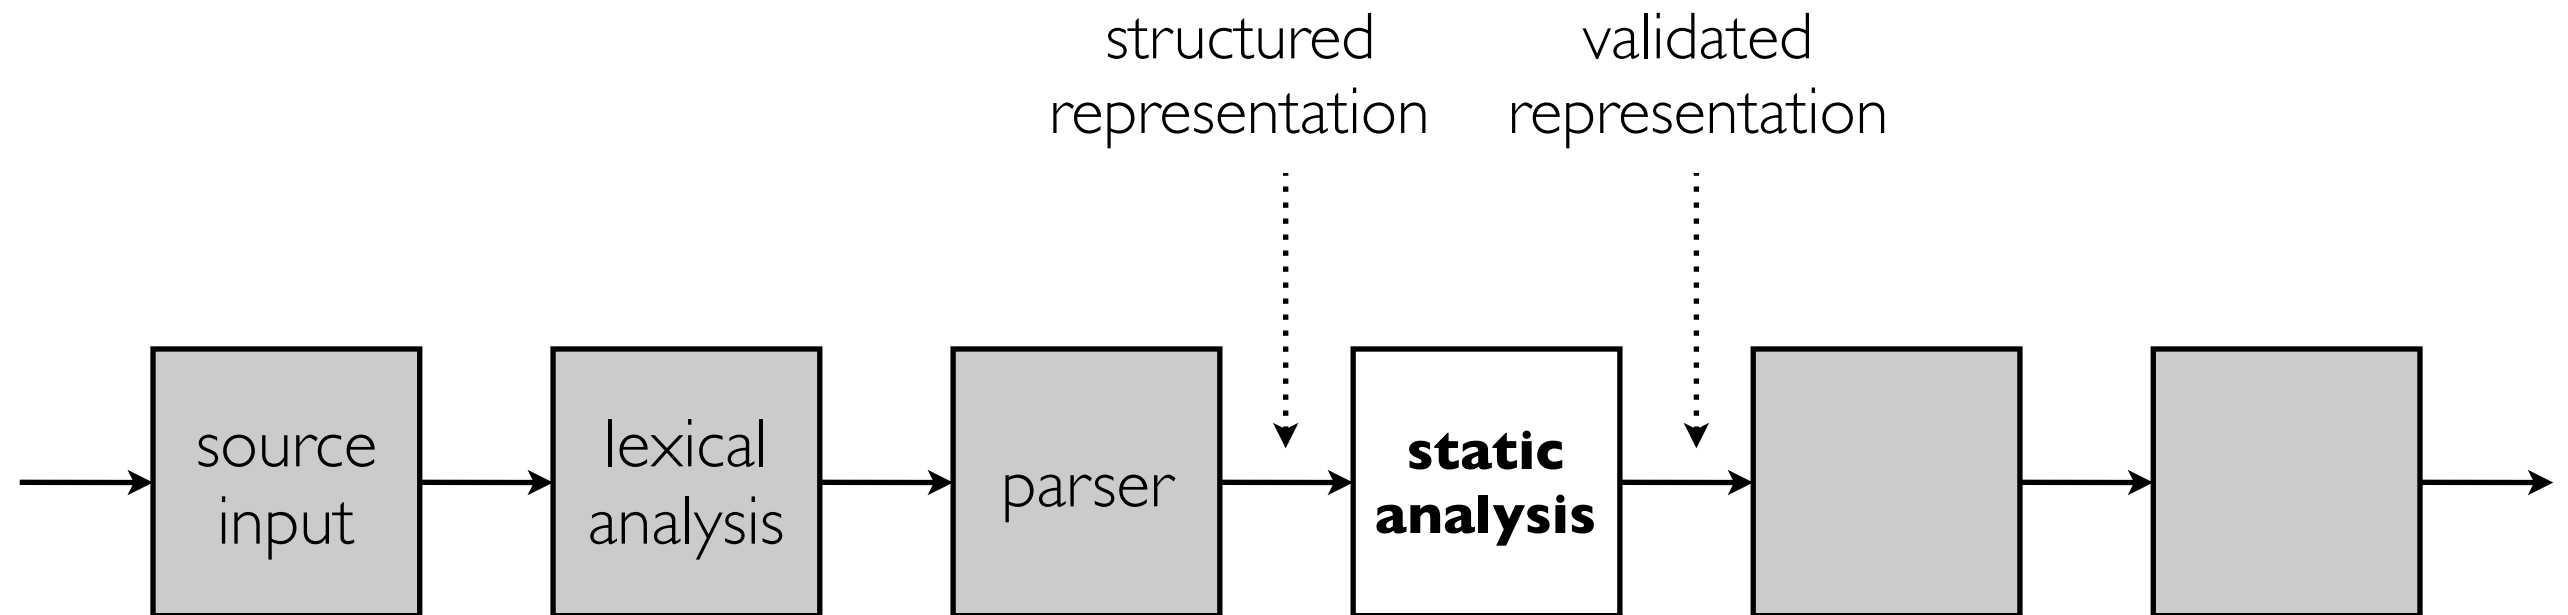 structured
representation
validated
representation
source
input
lexical
analysis
parser
static
analysis